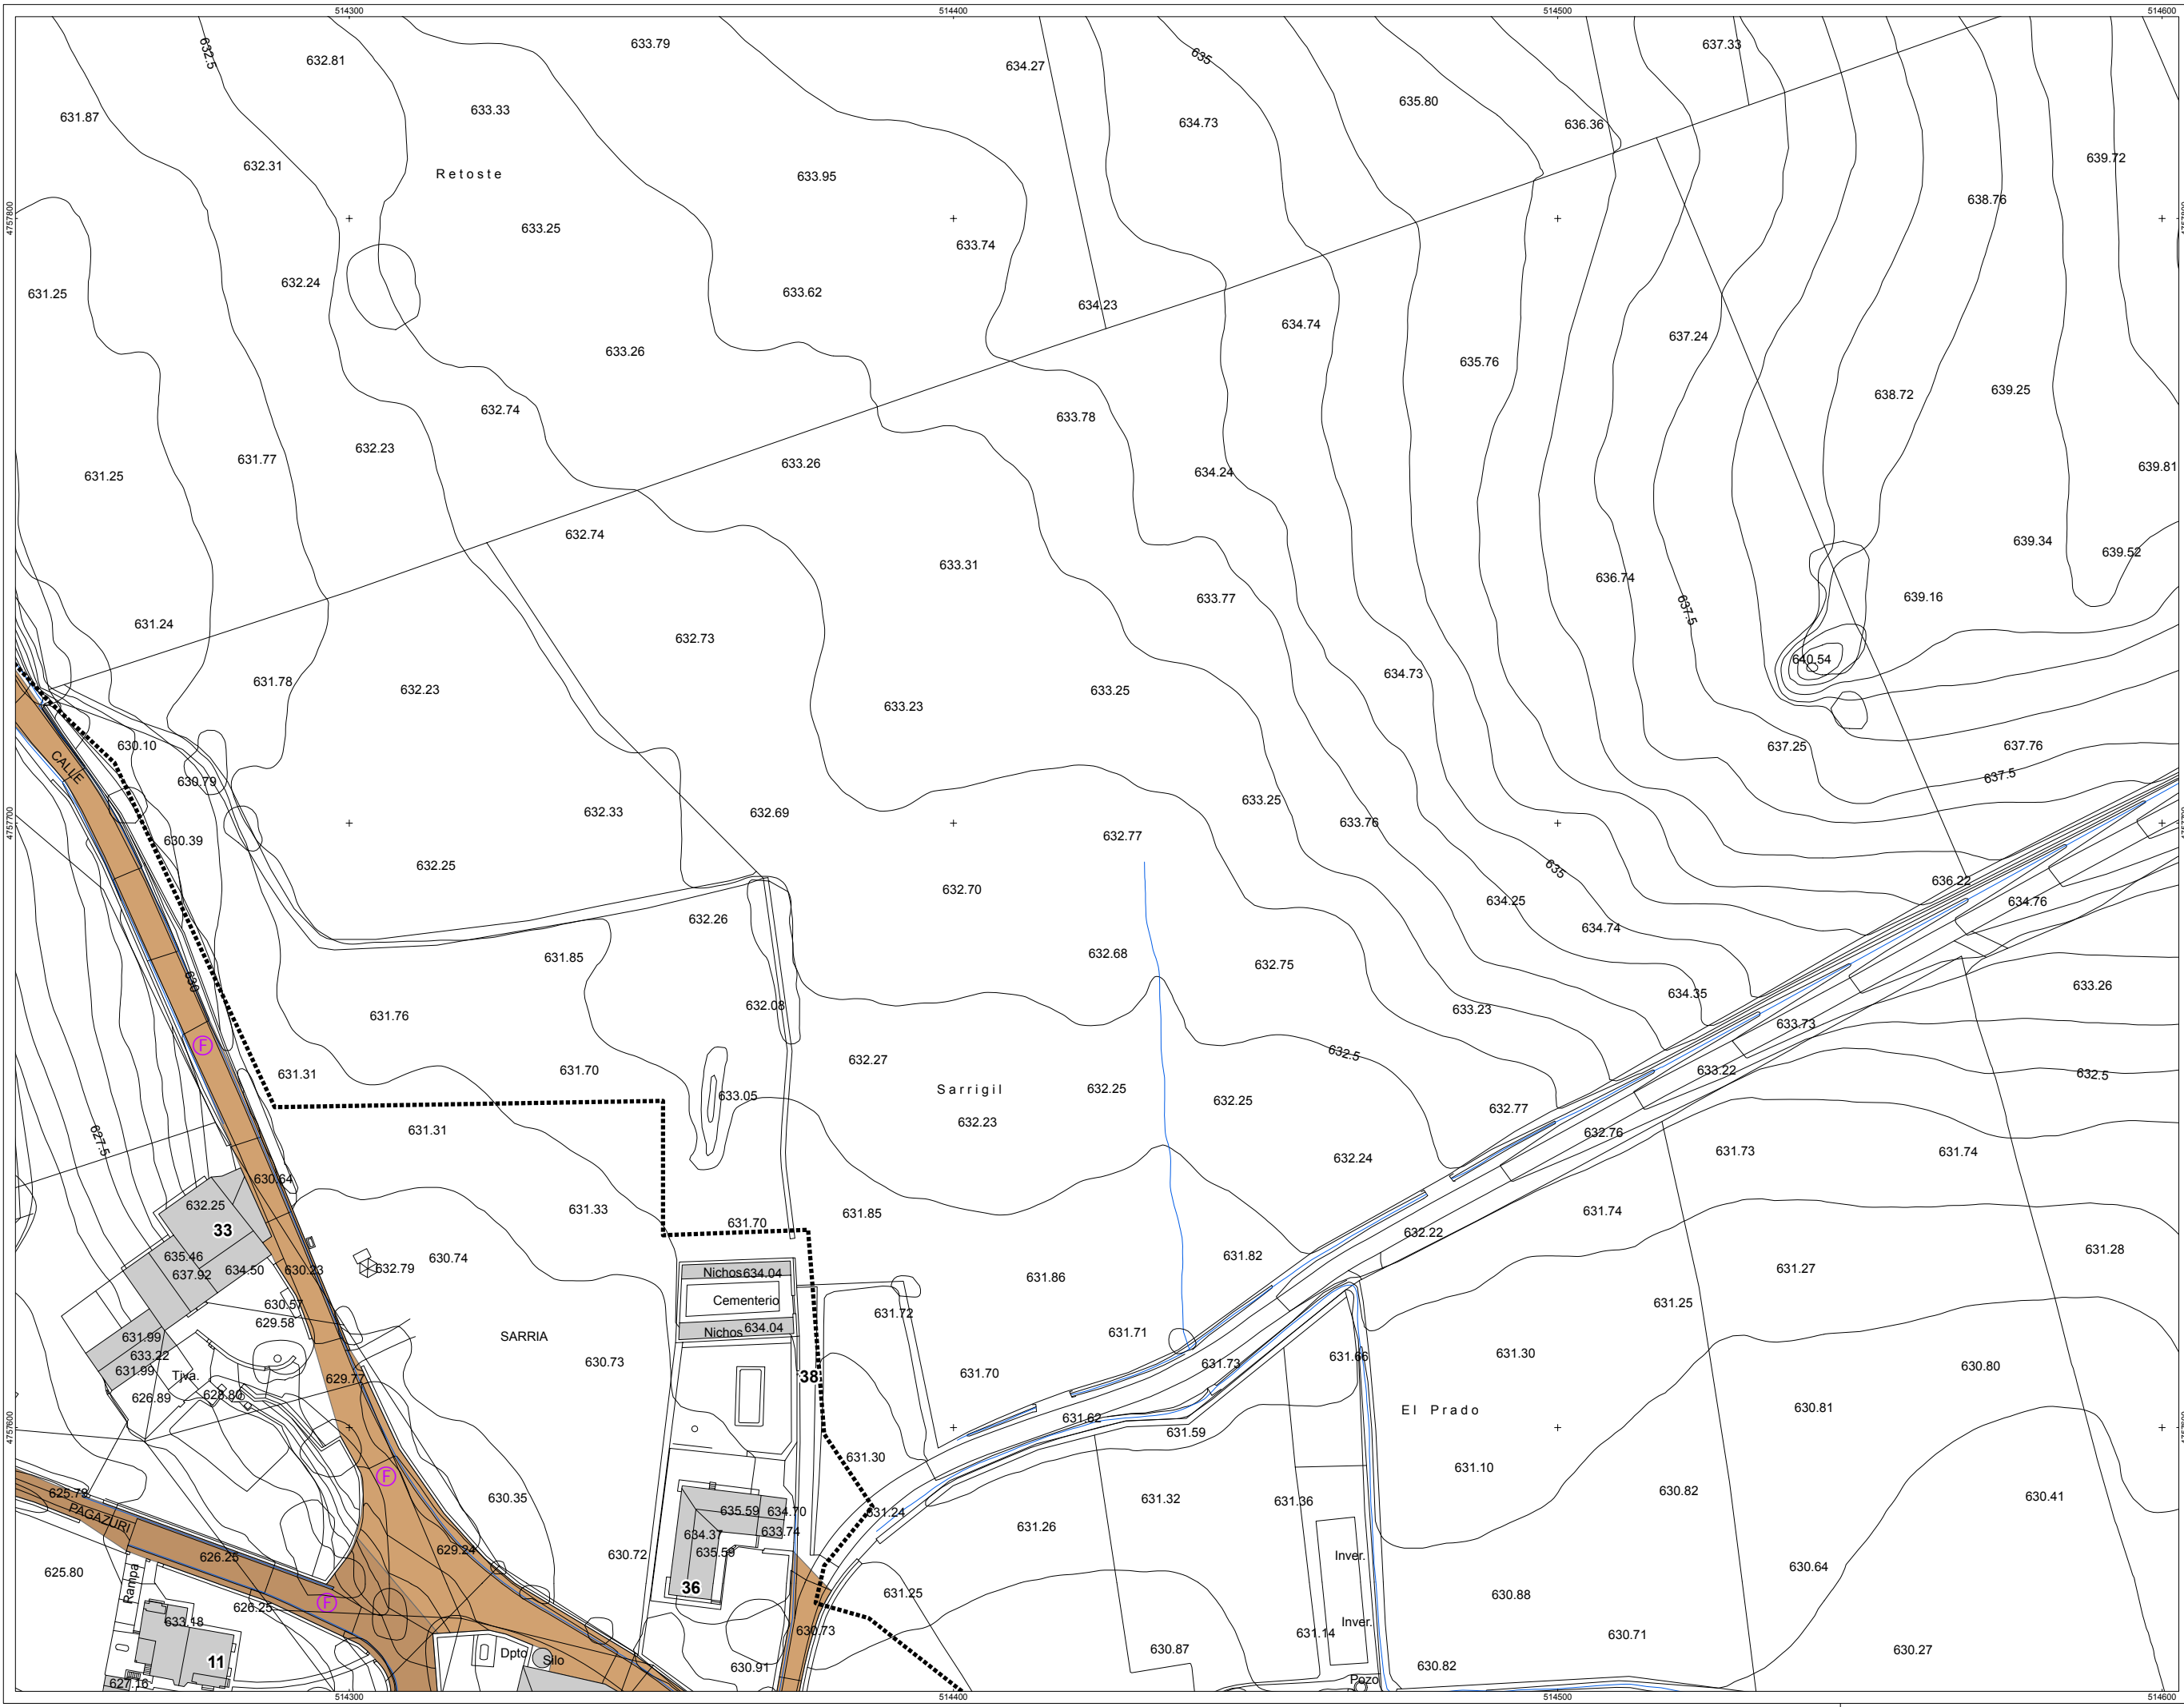 514300 514400 514500 514600
632.5 632.81 633.79 634.27 635 637.33
631.87 633.33 634.73 635.80 636.36
632.31 Retoste 633.95 639.72
638.76
4757800
633.25 633.74
632.24 633.62 634.23
631.25 634.74 637.24
633.26 635.76
632.74 633.78 638.72 639.25
632.23
631.77 633.26 634.24 639.81
631.25
632.74 639.34 639.52
633.31 636.74
633.77 637.5 639.16
631.24 632.73
640.54
631.78 632.23 633.25 634.73
633.23
630.10 637.25 637.76
CALLE 630.79 637.5
633.25
4757700
632.33 632.69 632.77 633.76
630.39
632.25 632.70 635 636.22
634.25 634.76
632.26 634.74
631.85 632.68 632.75
630 633.26
632.08 633.23 634.35
631.76 633.73
F
632.27 632.5
631.31 631.70 633.22 632.5
633.05 Sarrigil 632.25 632.25 632.77
627.5 631.31 632.23 632.76
631.73 631.74
632.24
630.64
632.25 631.33 631.70 631.85 631.74
33 632.22
635.46 630.74 631.82 631.28
637.92 634.50 630.23 632.79 Nichos 634.04 631.86 631.27
630.57 Cementerio 631.25
629.58 631.72
631.99 SARRIA Nichos 634.04 631.71
633.22 630.73 631.73 631.66 631.30 630.80
631.99 Tjva. 629.77 38 631.70
626.89 628.80
El Prado 630.81
4757600
631.62
631.59
631.30 631.10
F
625.79 630.35 631.32 631.36 630.82 630.41
PAGAZURI 635.59 634.70 631.24
634.37 633.74 631.26
629.24 635.59 630.72 Inver.
626.25
625.80 Rampa 630.64
36 631.25 630.88
F 626.25
633.18 630.73 631.14 Inver. 630.71
11 Dpto Silo 630.91 630.87 630.82 630.27
627.16 Pozo
514300 514400 514500 514600